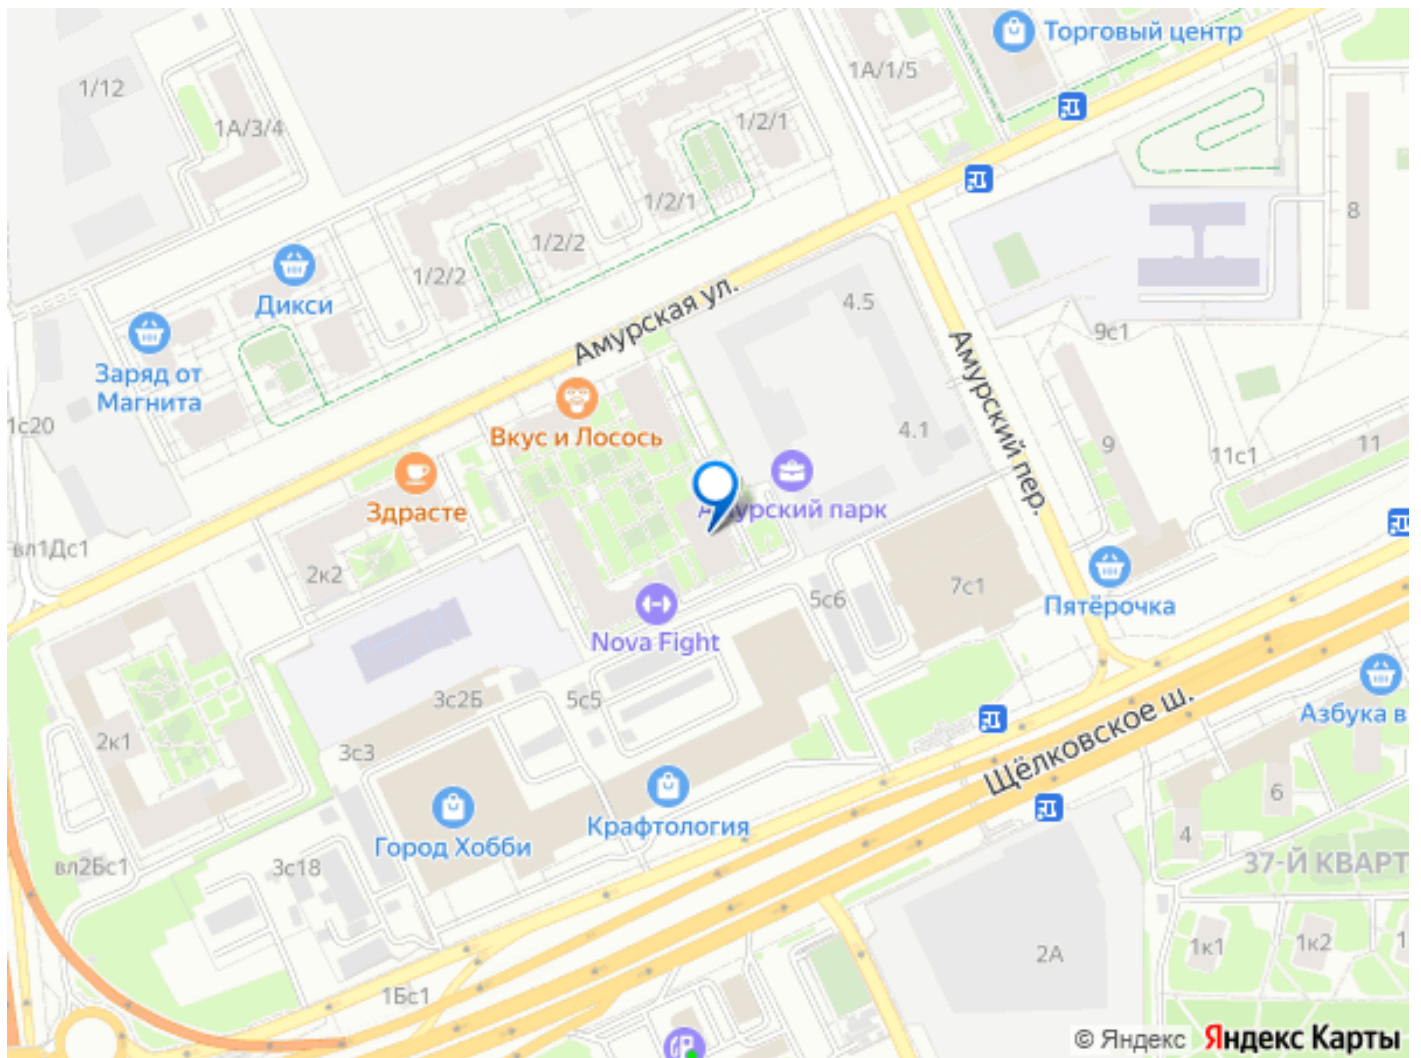 Торговый центр
1/12
1А/1/5
1А/3/4
1/2/1
1/2/1
8
1/2/2
1/2/2
Дикси
Амурская ул.
4.5
9с1
Заряд от
Магнита
Амурский пер.
1с20
Вкус и Лосось
4.1
9
11с1
11
Здрасте
Амурский парк
вл1Дс1
2к2
5с6
7с1
Пятёрочка
Nova Fight
3с2Б
5с5
Азбука в
2к1
3с3
Щёлковское ш.
6
Крафтология
4
Город Хобби
вл2Бс1
3с18
37-Й КВАРТ
1к1
1к2
1
2А
1Бс1
© Яндекс Яндекс Карты